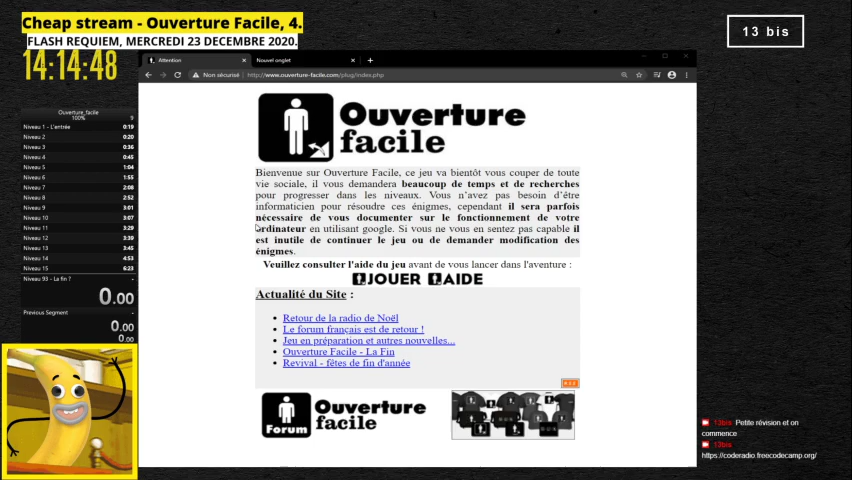 Cheap stream - Ouverture Facile, 4.
FLASH REQUIEM, MERCREDI 23 DECEMBRE 2020.
14:14:48
13 bis
Ouverture_facile
100% 9
Niveau 1 - L'entrée 0:19
Niveau 2 0:20
Niveau 3 0:36
Niveau 4 0:45
Niveau 5 1:04
Niveau 6 1:55
Niveau 7 2:08
Niveau 8 2:52
Niveau 9 3:01
Niveau 10 3:07
Niveau 11 3:29
Niveau 12 3:39
Niveau 13 3:45
Niveau 14 4:53
Niveau 15 6:23
Niveau 93 - La fin ? -
0.00
Previous Segment -
0.00
0.00
Attention
Nouvel onglet
Non sécurisé | http://www.ouverture-facile.com/plug/index.php
Ouverture
facile
Bienvenue sur Ouverture Facile, ce jeu va bientôt vous couper de toute
vie sociale, il vous demandera beaucoup de temps et de recherches
pour progresser dans les niveaux. Vous n'avez pas besoin d'être
informaticien pour résoudre ces énigmes, cependant il sera parfois
nécessaire de vous documenter sur le fonctionnement de votre
ordinateur en utilisant google. Si vous ne vous en sentez pas capable il
est inutile de continuer le jeu ou de demander modification des
énigmes.
Veuillez consulter l'aide du jeu avant de vous lancer dans l'aventure :
JOUER AIDE
Actualité du Site :
Retour de la radio de Noël
Le forum français est de retour !
Jeu en préparation et autres nouvelles...
Ouverture Facile - La Fin
Revival - fêtes de fin d'année
RSS
Forum
Ouverture
facile
13bis Petite révision et on
commence
13bis
https://coderadio.freecodecamp.org/